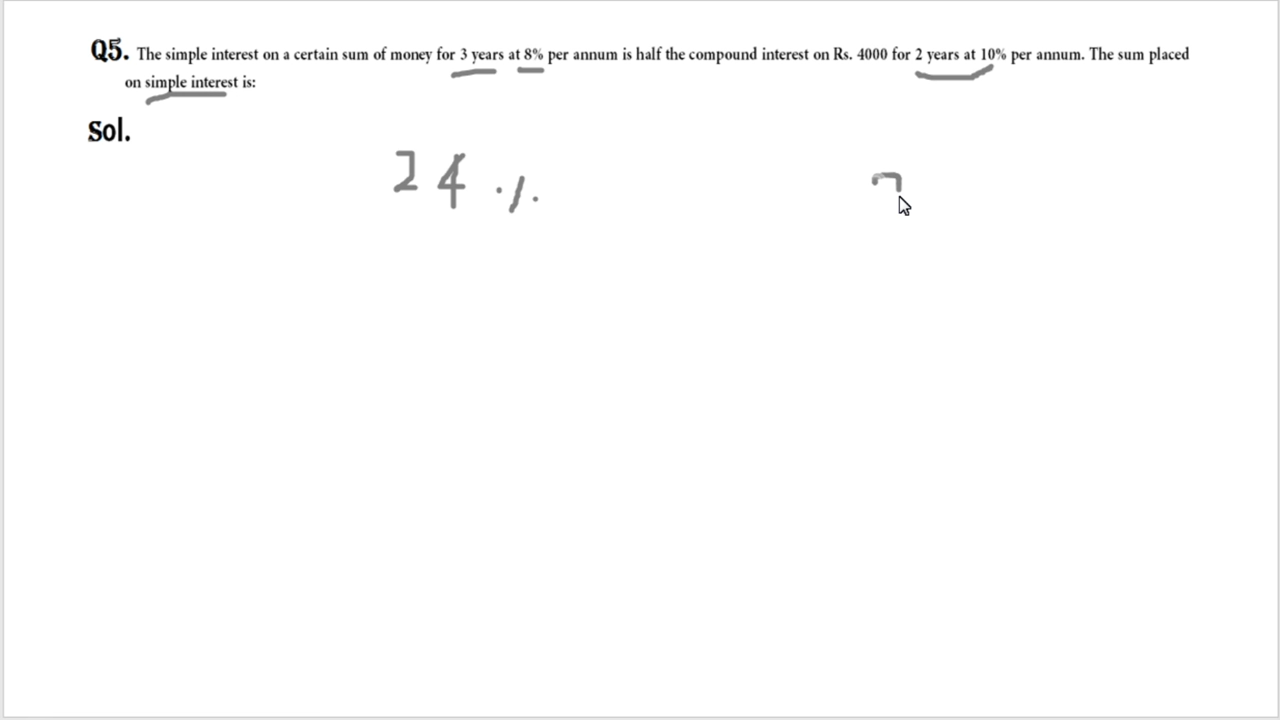 Q5. The simple interest on a certain sum of money for 3 years at 8% per annum is half the compound interest on Rs. 4000 for 2 years at 10% per annum. The sum placed
on simple interest is:
Sol.
24 ·/.